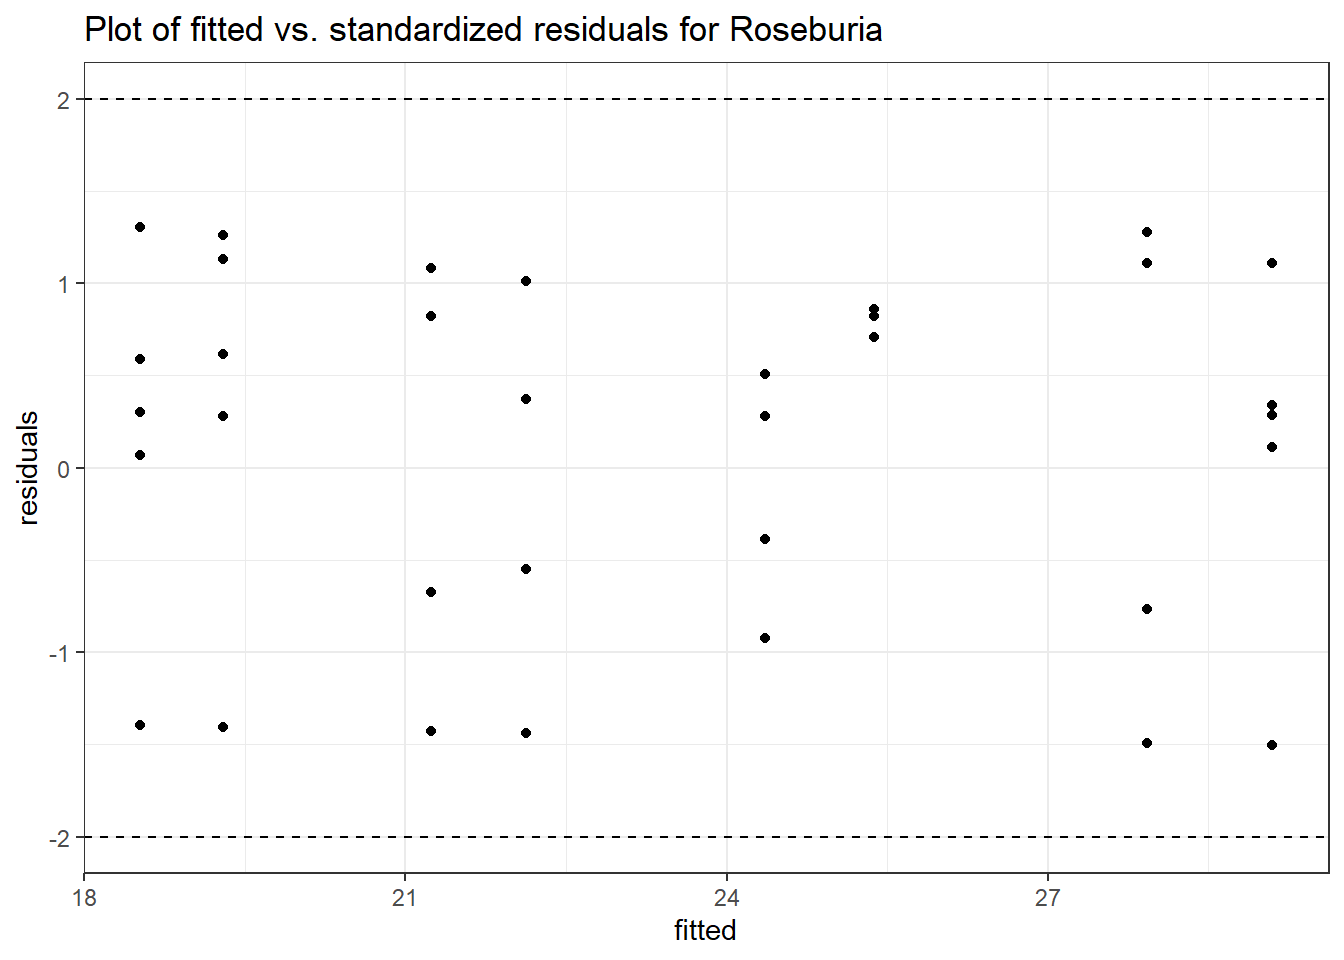 Plot of fitted vs. standardized residuals for Roseburia
2
1
0
-1
-2
residuals
18 21 24 27
fitted